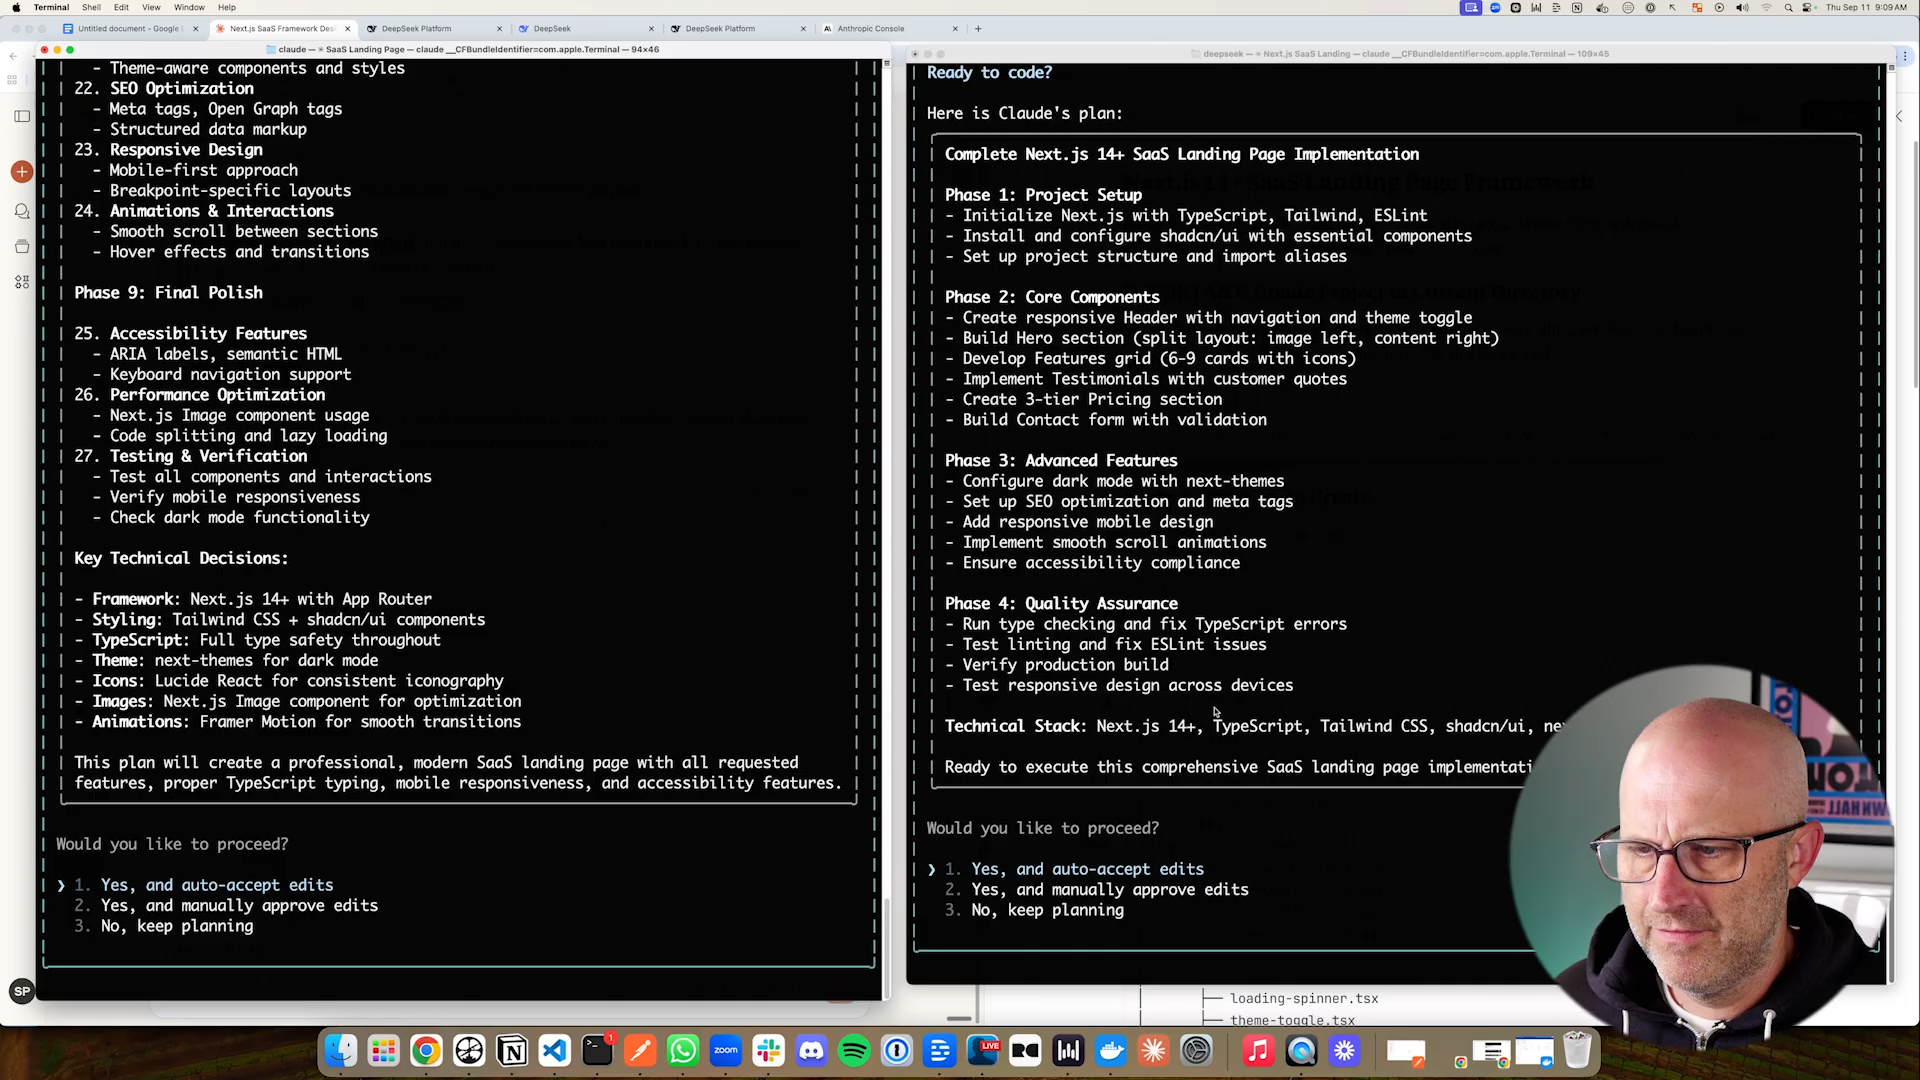 Terminal Shell Edit View Window Help
Thu Sep 11 9:09 AM
Untitled document - Google
Next.js SaaS Framework Des
DeepSeek Platform
DeepSeek
DeepSeek Platform
Anthropic Console
claude — ✳ SaaS Landing Page — claude __CFBundleIdentifier=com.apple.Terminal — 94×46
- Theme-aware components and styles
22. SEO Optimization
- Meta tags, Open Graph tags
- Structured data markup
23. Responsive Design
- Mobile-first approach
- Breakpoint-specific layouts
24. Animations & Interactions
- Smooth scroll between sections
- Hover effects and transitions
Phase 9: Final Polish
25. Accessibility Features
- ARIA labels, semantic HTML
- Keyboard navigation support
26. Performance Optimization
- Next.js Image component usage
- Code splitting and lazy loading
27. Testing & Verification
- Test all components and interactions
- Verify mobile responsiveness
- Check dark mode functionality
Key Technical Decisions:
- Framework: Next.js 14+ with App Router
- Styling: Tailwind CSS + shadcn/ui components
- TypeScript: Full type safety throughout
- Theme: next-themes for dark mode
- Icons: Lucide React for consistent iconography
- Images: Next.js Image component for optimization
- Animations: Framer Motion for smooth transitions
This plan will create a professional, modern SaaS landing page with all requested
features, proper TypeScript typing, mobile responsiveness, and accessibility features.
Would you like to proceed?
❯ 1. Yes, and auto-accept edits
2. Yes, and manually approve edits
3. No, keep planning
SP
deepseek — ✳ Next.js SaaS Landing — claude __CFBundleIdentifier=com.apple.Terminal — 109×45
Ready to code?
Here is Claude's plan:
Complete Next.js 14+ SaaS Landing Page Implementation
Phase 1: Project Setup
- Initialize Next.js with TypeScript, Tailwind, ESLint
- Install and configure shadcn/ui with essential components
- Set up project structure and import aliases
Phase 2: Core Components
- Create responsive Header with navigation and theme toggle
- Build Hero section (split layout: image left, content right)
- Develop Features grid (6-9 cards with icons)
- Implement Testimonials with customer quotes
- Create 3-tier Pricing section
- Build Contact form with validation
Phase 3: Advanced Features
- Configure dark mode with next-themes
- Set up SEO optimization and meta tags
- Add responsive mobile design
- Implement smooth scroll animations
- Ensure accessibility compliance
Phase 4: Quality Assurance
- Run type checking and fix TypeScript errors
- Test linting and fix ESLint issues
- Verify production build
- Test responsive design across devices
Technical Stack: Next.js 14+, TypeScript, Tailwind CSS, shadcn/ui, ne
Ready to execute this comprehensive SaaS landing page implementati
Would you like to proceed?
❯ 1. Yes, and auto-accept edits
2. Yes, and manually approve edits
3. No, keep planning
├── loading-spinner.tsx
├── theme-toggle.tsx
1
zoom
LIVE